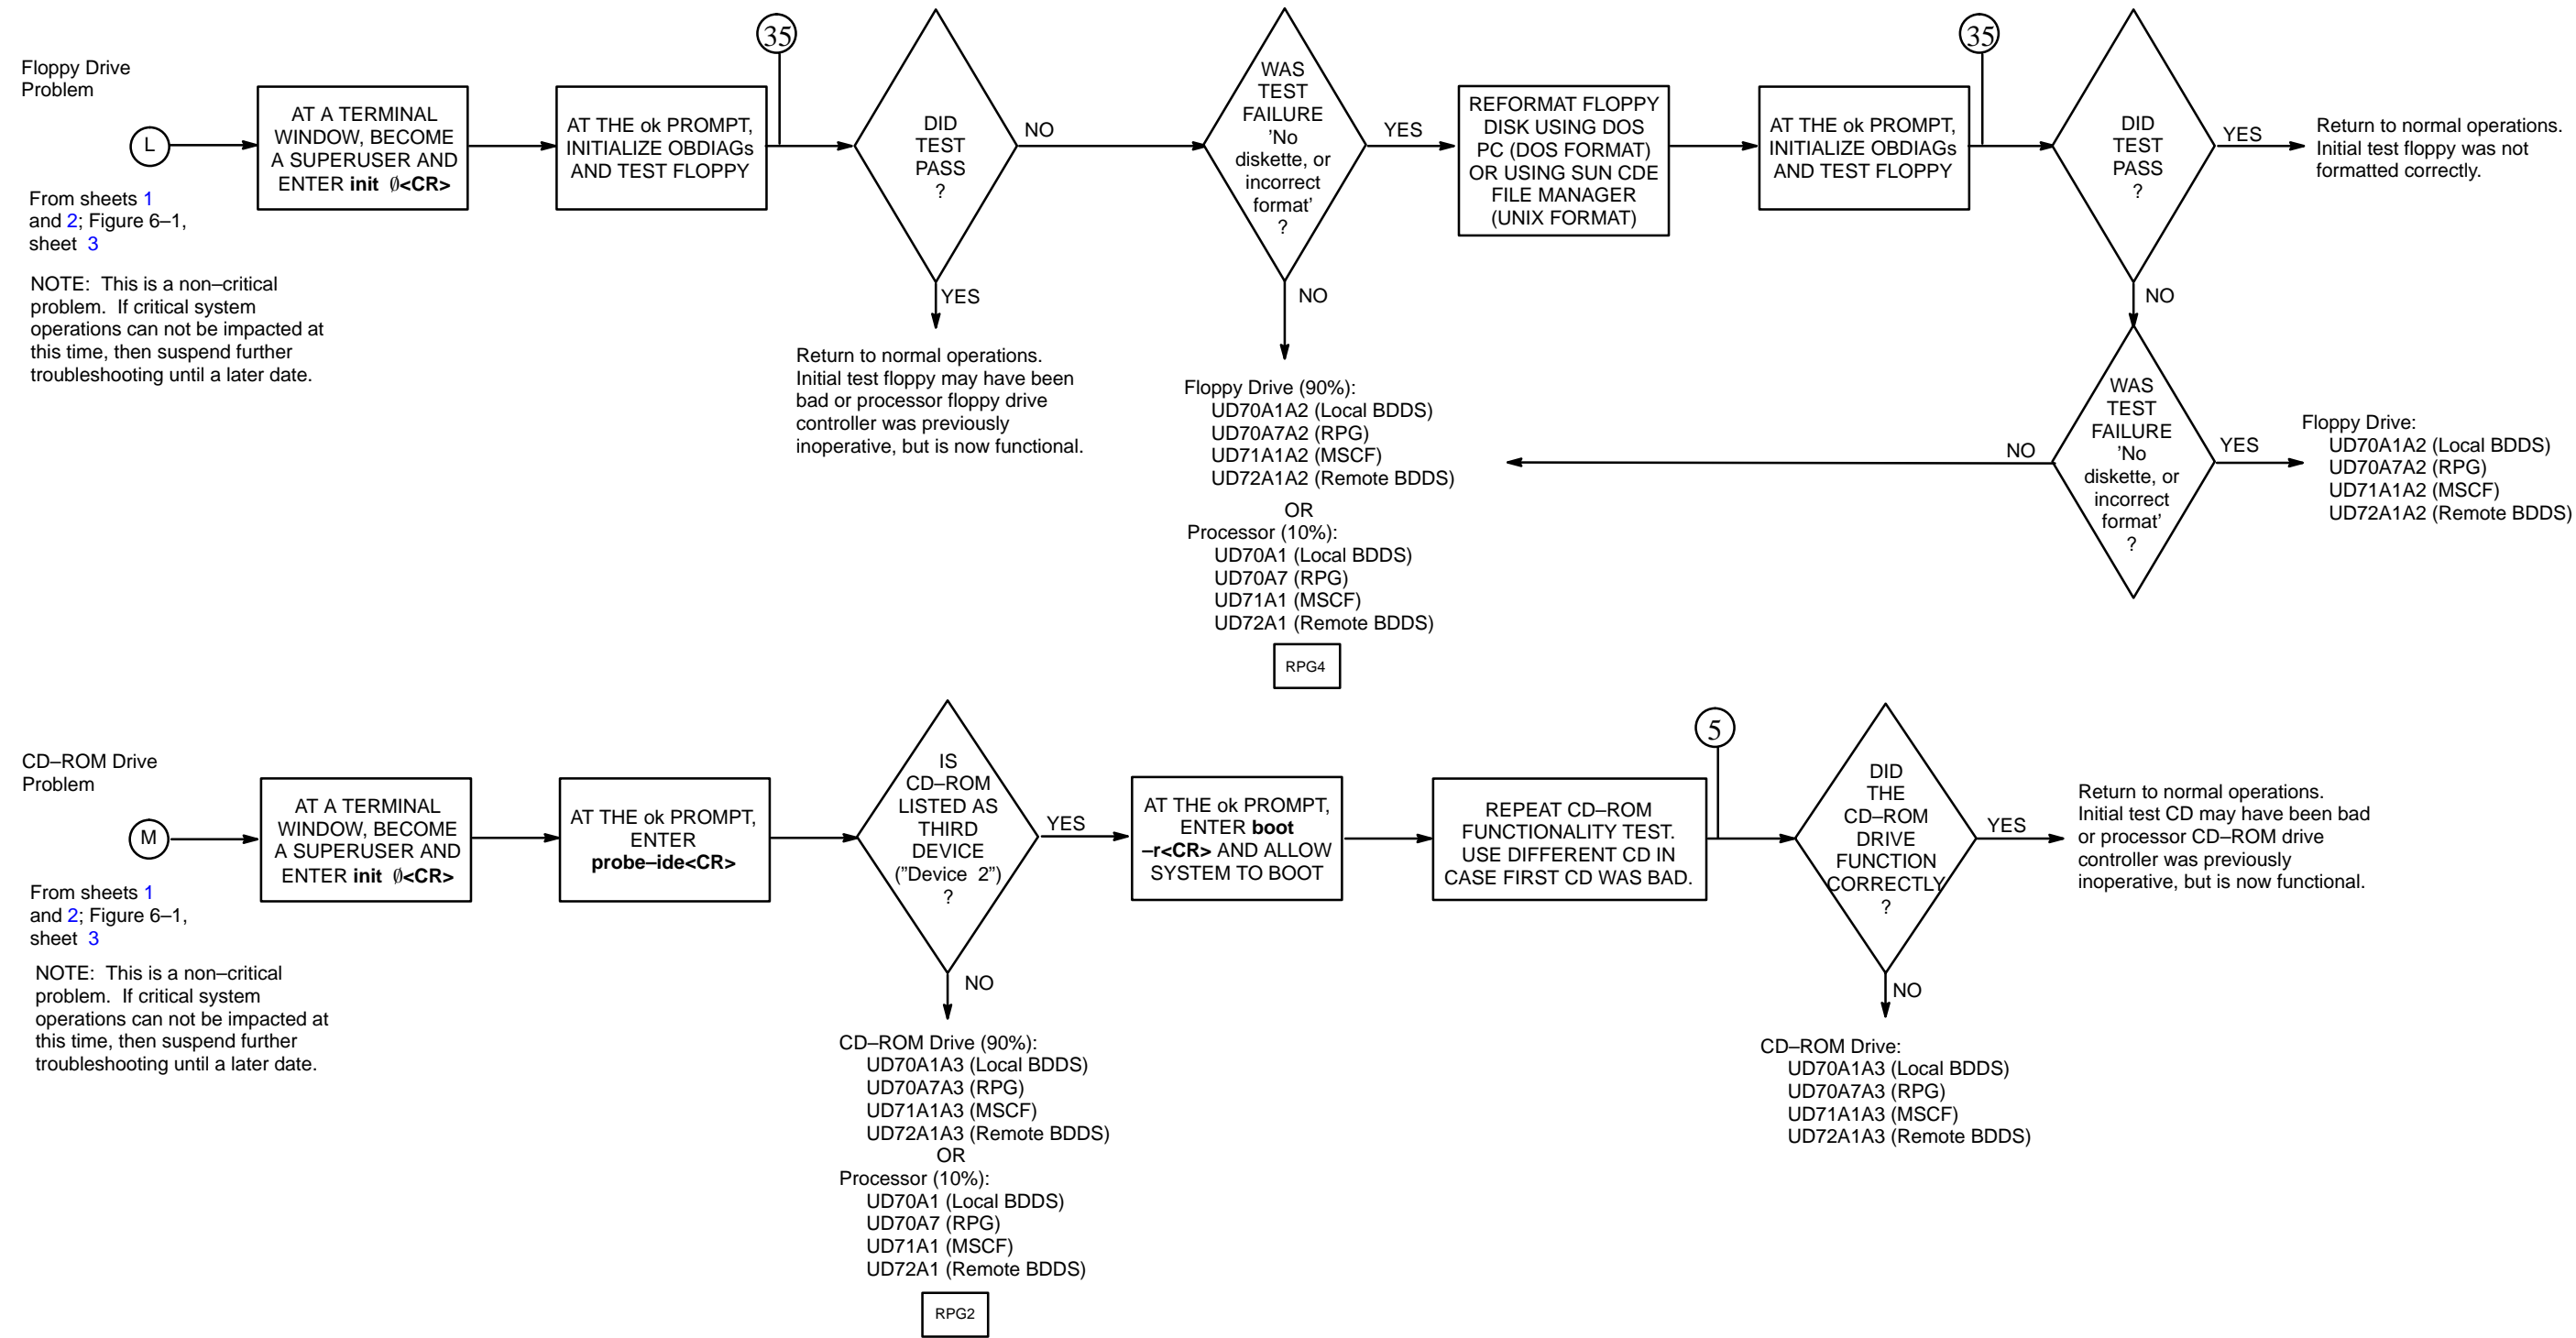 Floppy Drive
Problem
L
From sheets 1
and 2; Figure 6–1,
sheet 3
NOTE: This is a non–critical
problem. If critical system
operations can not be impacted at
this time, then suspend further
troubleshooting until a later date.
AT A TERMINAL
WINDOW, BECOME
A SUPERUSER AND
ENTER init 0<CR>
AT THE ok PROMPT,
INITIALIZE OBDIAGs
AND TEST FLOPPY
35
DID
TEST
PASS
?
NO
YES
Return to normal operations.
Initial test floppy may have been
bad or processor floppy drive
controller was previously
inoperative, but is now functional.
WAS
TEST
FAILURE
'No
diskette, or
incorrect
format'
?
YES
NO
Floppy Drive (90%):
UD70A1A2 (Local BDDS)
UD70A7A2 (RPG)
UD71A1A2 (MSCF)
UD72A1A2 (Remote BDDS)
OR
Processor (10%):
UD70A1 (Local BDDS)
UD70A7 (RPG)
UD71A1 (MSCF)
UD72A1 (Remote BDDS)
RPG4
REFORMAT FLOPPY
DISK USING DOS
PC (DOS FORMAT)
OR USING SUN CDE
FILE MANAGER
(UNIX FORMAT)
AT THE ok PROMPT,
INITIALIZE OBDIAGs
AND TEST FLOPPY
35
DID
TEST
PASS
?
YES
Return to normal operations.
Initial test floppy was not
formatted correctly.
NO
WAS
TEST
FAILURE
'No
diskette, or
incorrect
format'
?
NO
YES
Floppy Drive:
UD70A1A2 (Local BDDS)
UD70A7A2 (RPG)
UD71A1A2 (MSCF)
UD72A1A2 (Remote BDDS)
CD–ROM Drive
Problem
M
From sheets 1
and 2; Figure 6–1,
sheet 3
NOTE: This is a non–critical
problem. If critical system
operations can not be impacted at
this time, then suspend further
troubleshooting until a later date.
AT A TERMINAL
WINDOW, BECOME
A SUPERUSER AND
ENTER init 0<CR>
AT THE ok PROMPT,
ENTER
probe–ide<CR>
IS
CD–ROM
LISTED AS
THIRD
DEVICE
("Device 2")
?
YES
NO
CD–ROM Drive (90%):
UD70A1A3 (Local BDDS)
UD70A7A3 (RPG)
UD71A1A3 (MSCF)
UD72A1A3 (Remote BDDS)
OR
Processor (10%):
UD70A1 (Local BDDS)
UD70A7 (RPG)
UD71A1 (MSCF)
UD72A1 (Remote BDDS)
RPG2
AT THE ok PROMPT,
ENTER boot
–r<CR> AND ALLOW
SYSTEM TO BOOT
REPEAT CD–ROM
FUNCTIONALITY TEST.
USE DIFFERENT CD IN
CASE FIRST CD WAS BAD.
5
DID
THE
CD–ROM
DRIVE
FUNCTION
CORRECTLY
?
YES
Return to normal operations.
Initial test CD may have been bad
or processor CD–ROM drive
controller was previously
inoperative, but is now functional.
NO
CD–ROM Drive:
UD70A1A3 (Local BDDS)
UD70A7A3 (RPG)
UD71A1A3 (MSCF)
UD72A1A3 (Remote BDDS)